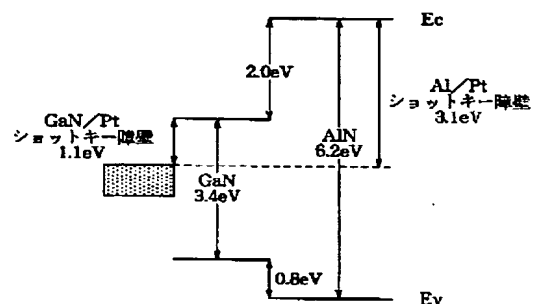 Ec
2.0eV
Al/Pt
ショットキー障壁
3.1eV
GaN/Pt
ショットキー障壁
1.1eV
AlN
6.2eV
GaN
3.4eV
0.8eV
Ev